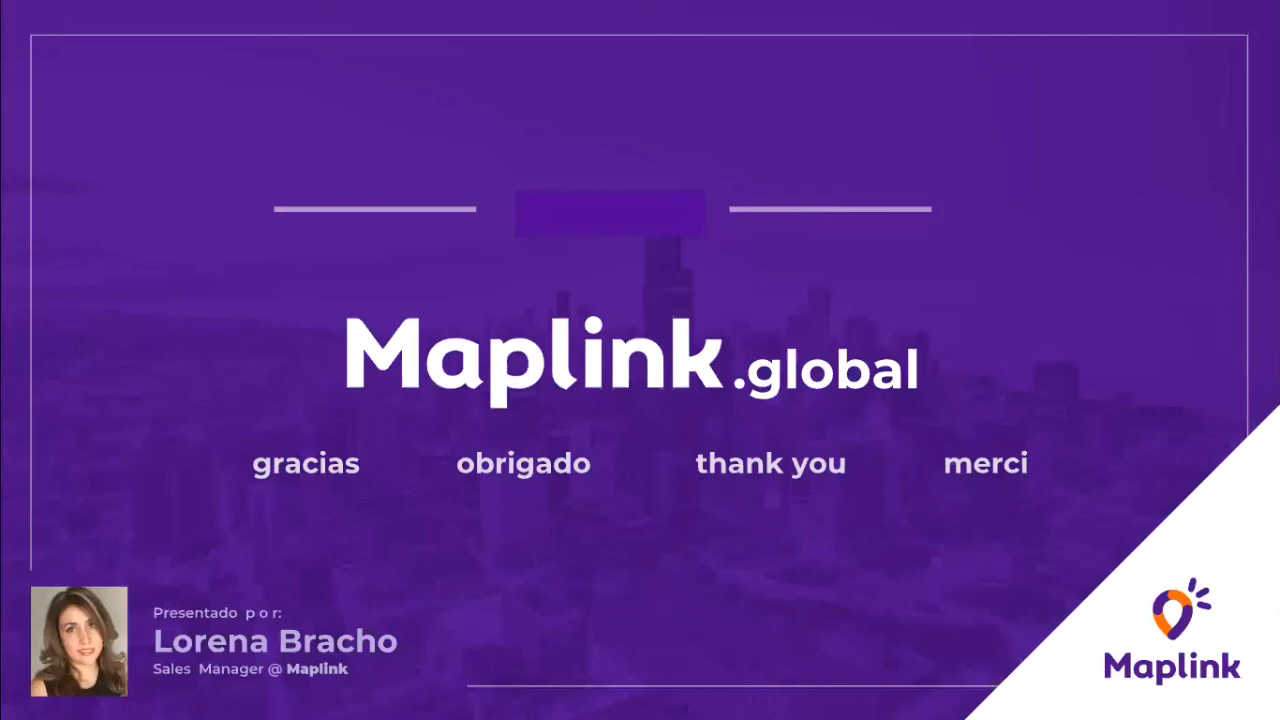 Maplink.global
gracias obrigado thank you merci
Presentado p o r:
Lorena Bracho
Sales Manager @ Maplink
Maplink